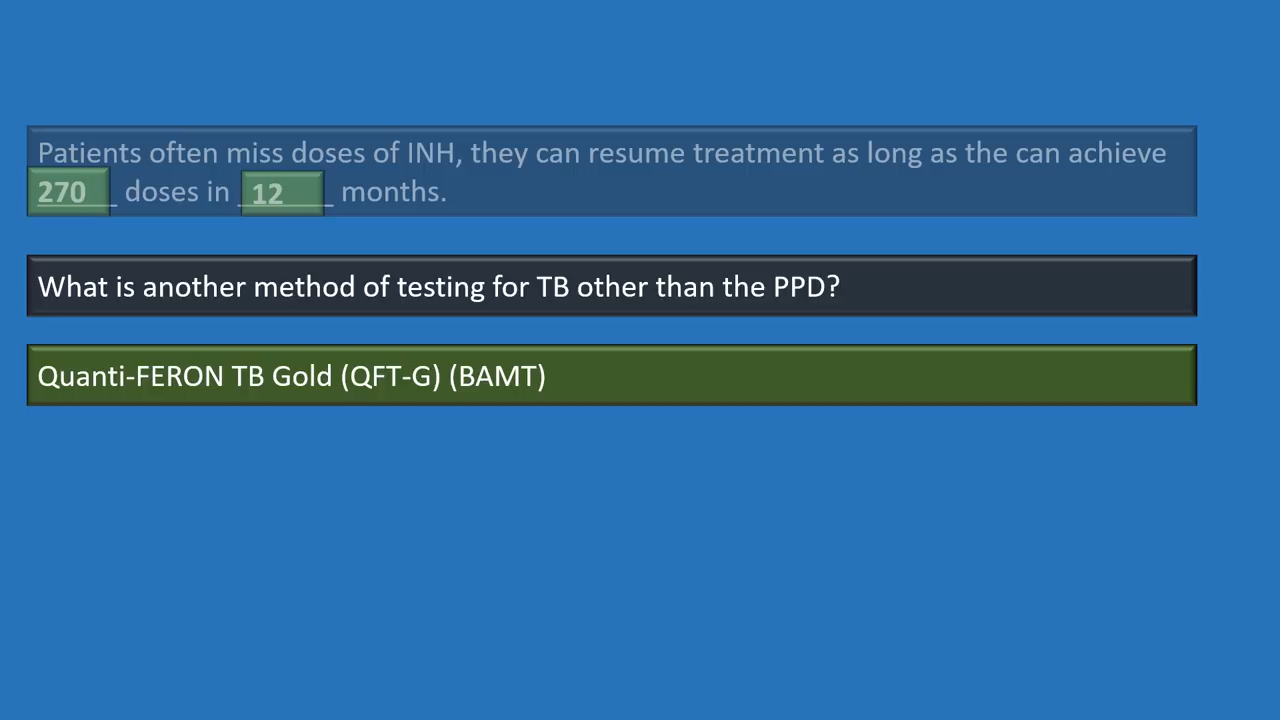 Patients often miss doses of INH, they can resume treatment as long as the can achieve
270 doses in 12 months.
What is another method of testing for TB other than the PPD?
Quanti-FERON TB Gold (QFT-G) (BAMT)